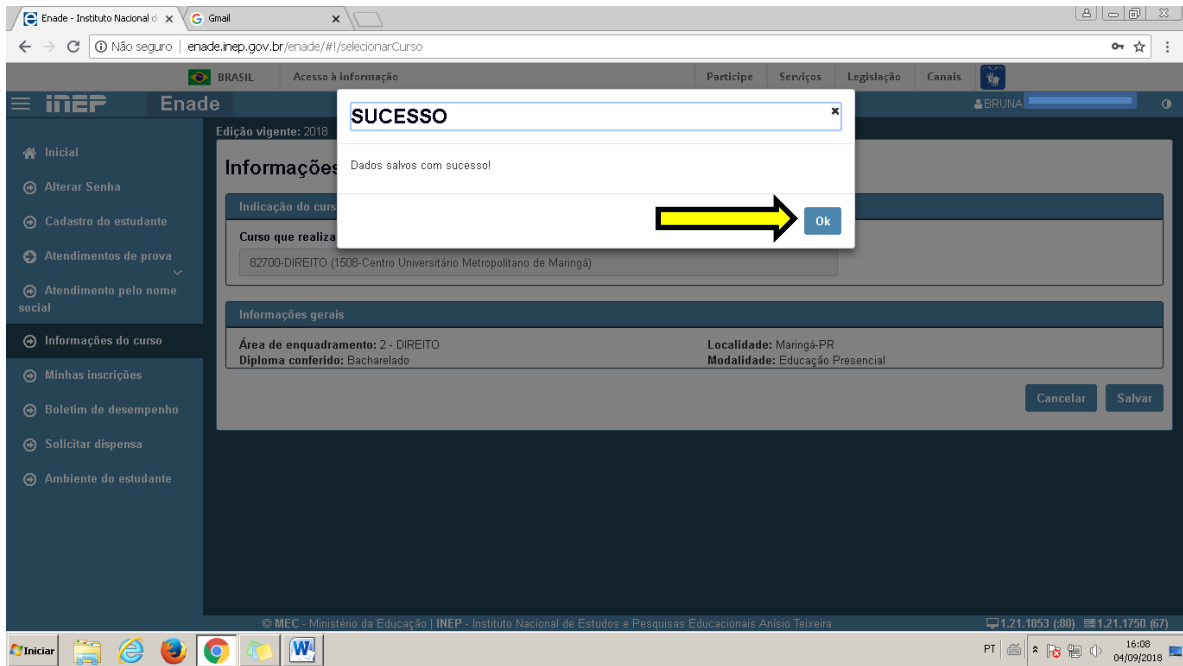 Enade - Instituto Nacional d
Gmail
Não seguro | enade.inep.gov.br/enade/#!/selecionarCurso
BRASIL Acesso à informação Participe Serviços Legislação Canais
inep Enade BRUNA
Edição vigente: 2018
SUCESSO
Dados salvos com sucesso!
Ok
Inicial
Alterar Senha
Cadastro do estudante
Atendimentos de prova
Atendimento pelo nome
social
Informações do curso
Minhas inscrições
Boletim de desempenho
Solicitar dispensa
Ambiente do estudante
Informações
Indicação do curs
Curso que realiza
82700-DIREITO (1508-Centro Universitário Metropolitano de Maringá)
Informações gerais
Área de enquadramento: 2 - DIREITO Localidade: Maringá-PR
Diploma conferido: Bacharelado Modalidade: Educação Presencial
Cancelar Salvar
© MEC - Ministério da Educação | INEP - Instituto Nacional de Estudos e Pesquisas Educacionais Anísio Teixeira 1.21.1853 (:80) 1.21.1750 (67)
Iniciar PT 16:08
04/09/2018